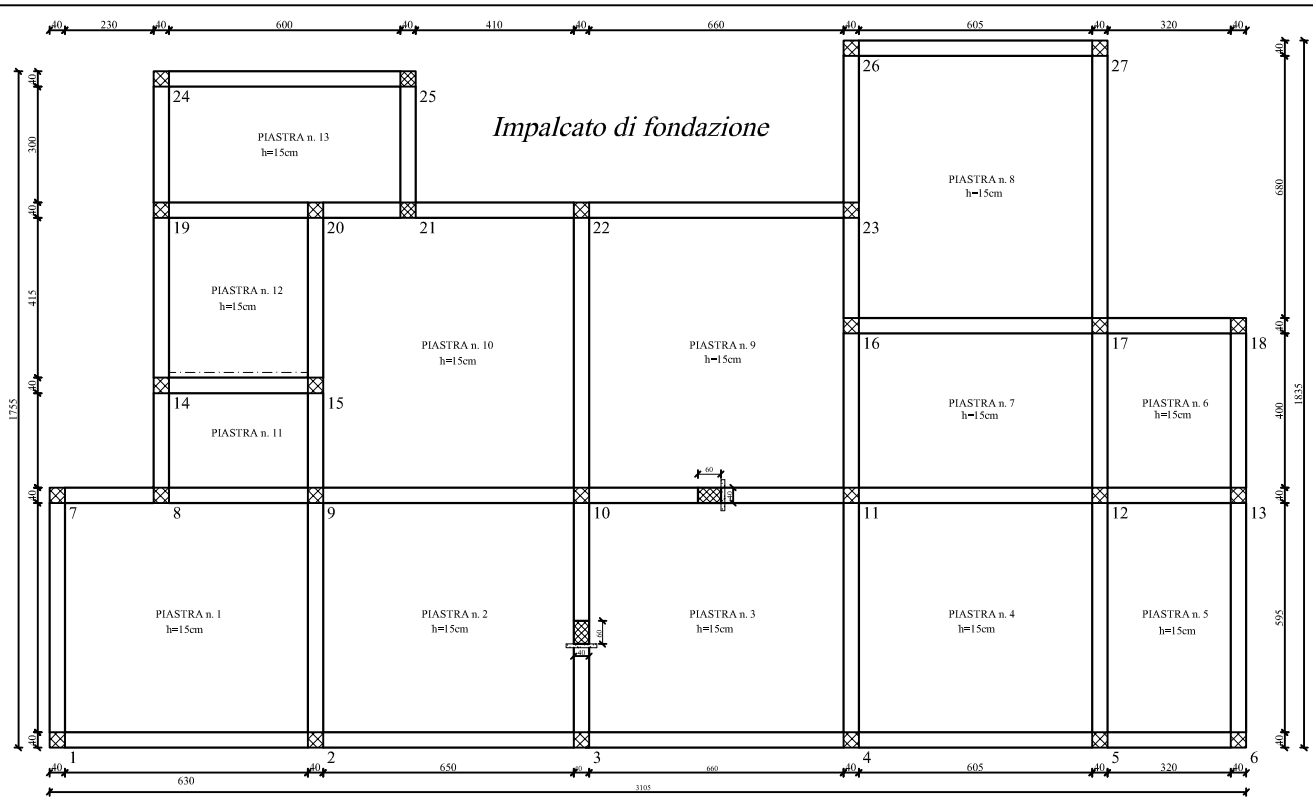 40 230 40 600 40 410 40 660 40 605 40 320 40
26 27
24 25
Impalcato di fondazione
PIASTRA n. 13
h=15cm
PIASTRA n. 8
h=15cm
19 20 21 22 23
PIASTRA n. 12
h=15cm
PIASTRA n. 10
h=15cm
PIASTRA n. 9
h=15cm
16 17 18
14 15
PIASTRA n. 7
h=15cm
PIASTRA n. 6
h=15cm
PIASTRA n. 11
60
40
7 8 9 10 11 12 13
PIASTRA n. 1
h=15cm
PIASTRA n. 2
h=15cm
PIASTRA n. 3
h=15cm
PIASTRA n. 4
h=15cm
PIASTRA n. 5
h=15cm
60
40
1 2 3 4 5 6
40 630 40 650 40 660 40 605 40 320 40
3105
40
300
40
415
40
40
40
1755
40
680
40
400
40
595
40
1835